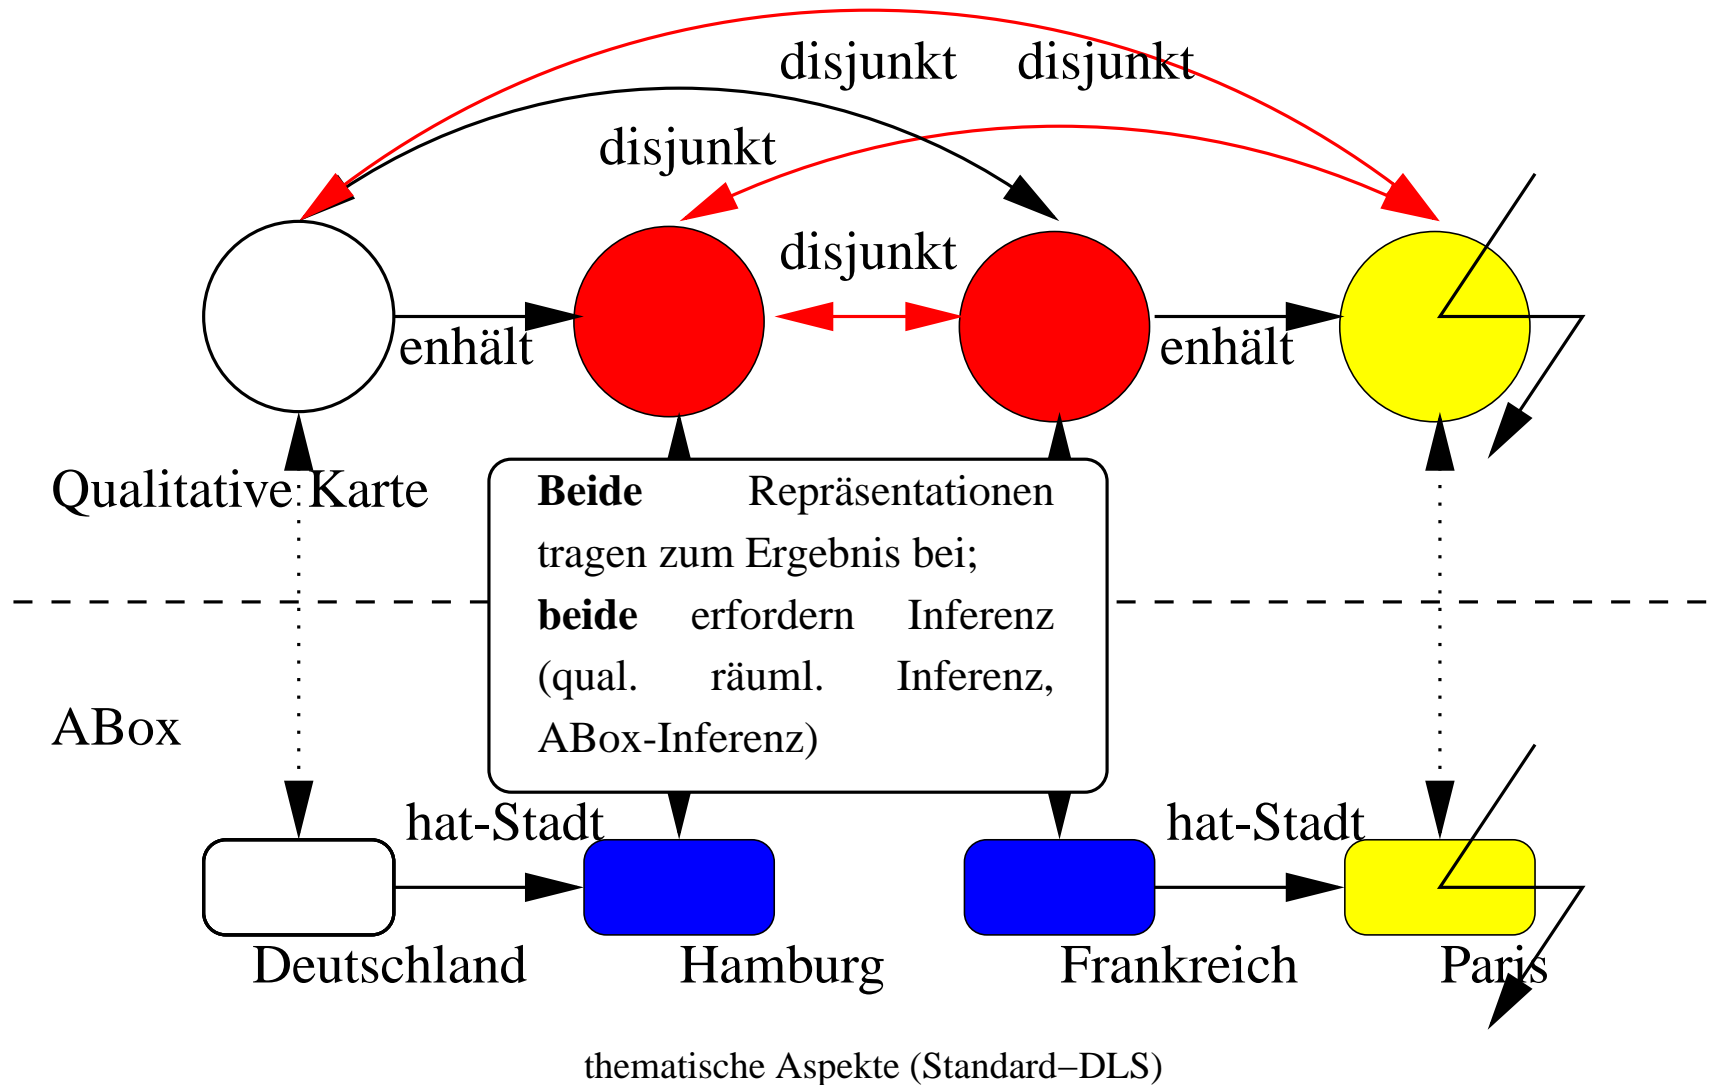 disjunkt disjunkt
disjunkt
disjunkt
enhält enhält
Qualitative Karte
Beide Repräsentationen
tragen zum Ergebnis bei;
beide erfordern Inferenz
(qual. räuml. Inferenz,
ABox-Inferenz)
ABox
hat-Stadt hat-Stadt
Deutschland Hamburg Frankreich Paris
thematische Aspekte (Standard–DLS)